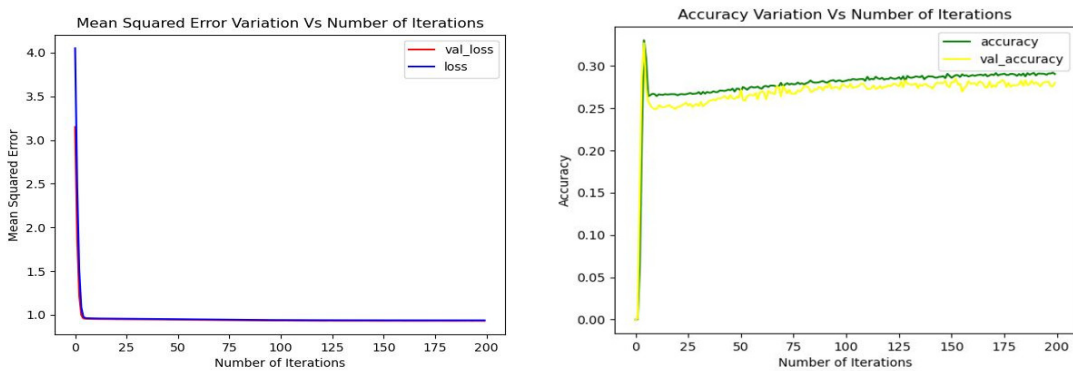 Mean Squared Error Variation Vs Number of Iterations
4.0
3.5
3.0
2.5
2.0
1.5
1.0
Mean Squared Error
val_loss
loss
0 25 50 75 100 125 150 175 200
Number of Iterations
Accuracy Variation Vs Number of Iterations
0.30
0.25
0.20
0.15
0.10
0.05
0.00
Accuracy
accuracy
val_accuracy
0 25 50 75 100 125 150 175 200
Number of Iterations